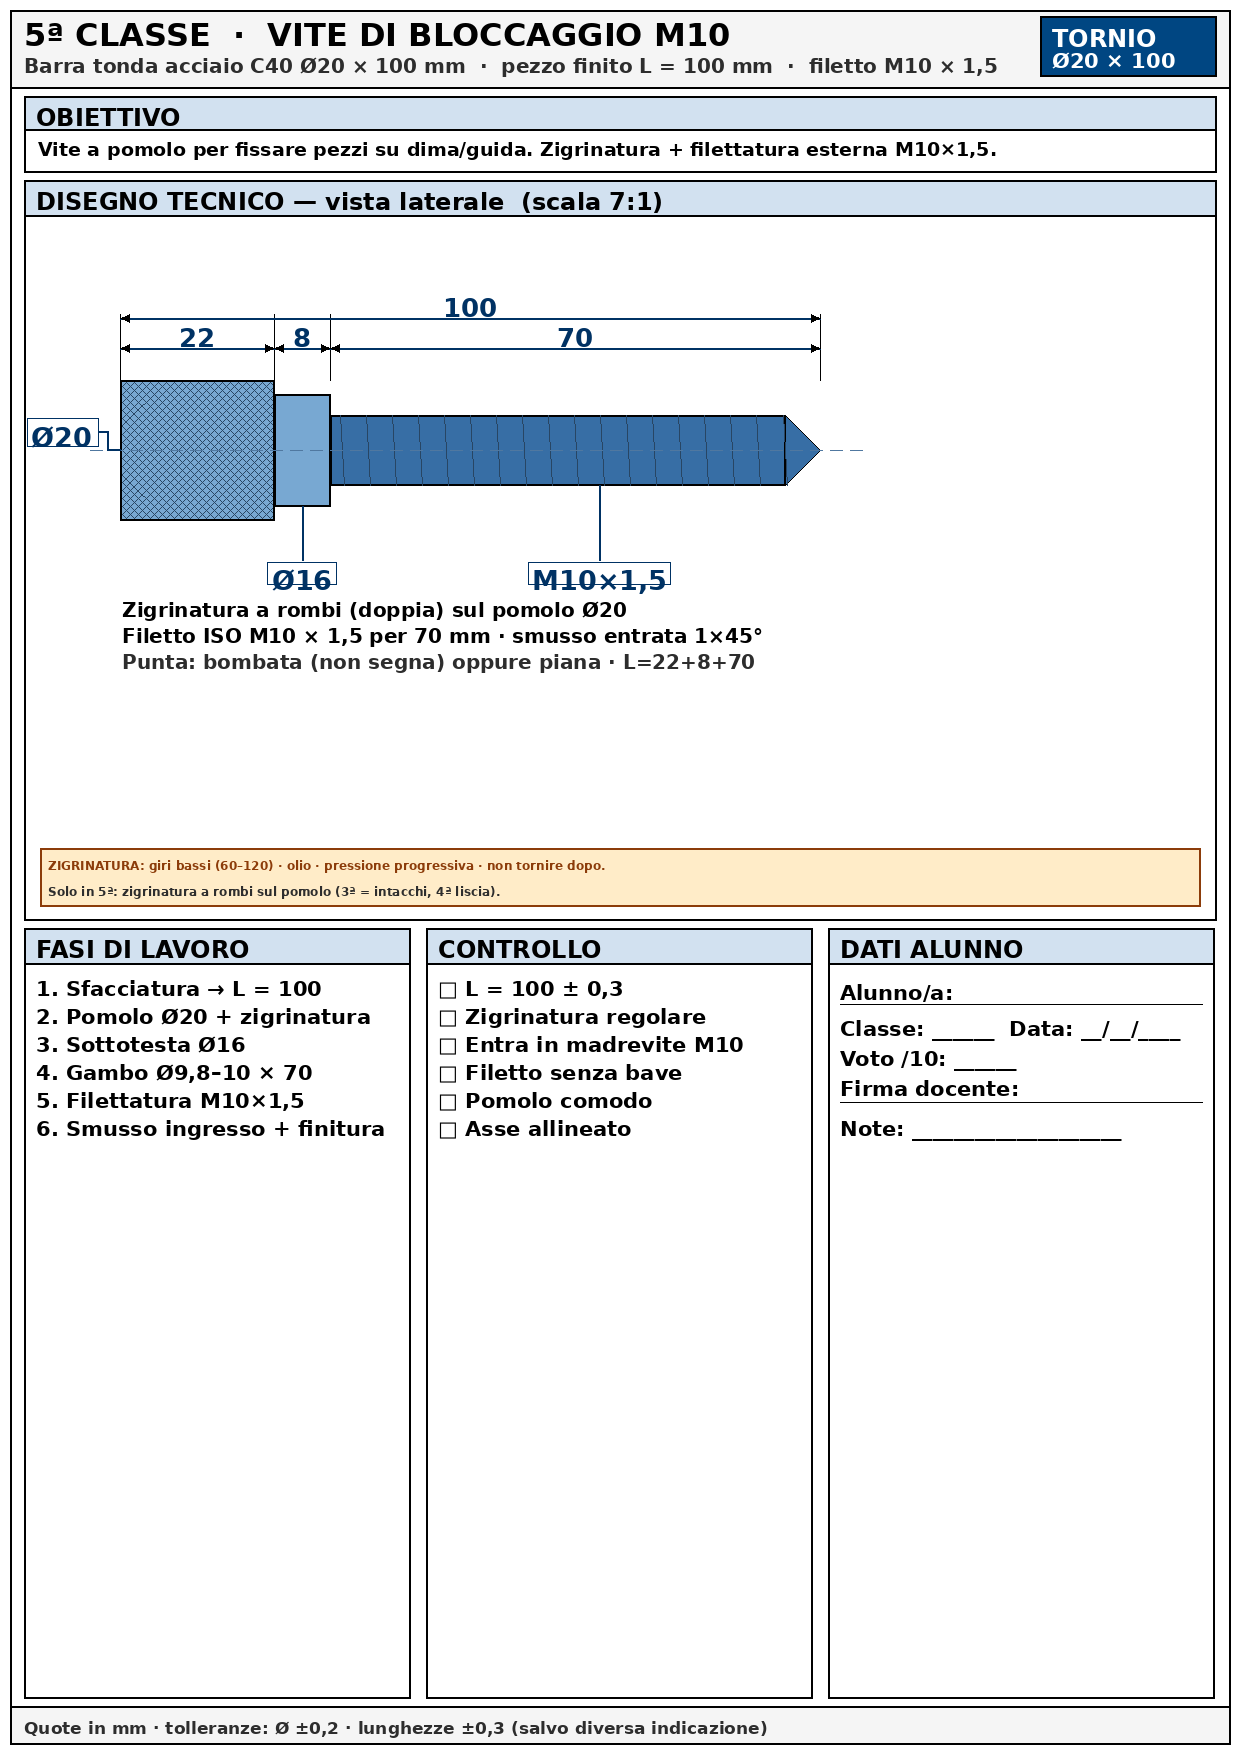 5ª CLASSE · VITE DI BLOCCAGGIO M10
Barra tonda acciaio C40 Ø20 × 100 mm · pezzo finito L = 100 mm · filetto M10 × 1,5
TORNIO
Ø20 × 100
OBIETTIVO
Vite a pomolo per fissare pezzi su dima/guida. Zigrinatura + filettatura esterna M10×1,5.
DISEGNO TECNICO — vista laterale (scala 7:1)
100
22 8 70
Ø20
Ø16 M10×1,5
Zigrinatura a rombi (doppia) sul pomolo Ø20
Filetto ISO M10 × 1,5 per 70 mm · smusso entrata 1×45°
Punta: bombata (non segna) oppure piana · L=22+8+70
ZIGRINATURA: giri bassi (60–120) · olio · pressione progressiva · non tornire dopo.
Solo in 5ª: zigrinatura a rombi sul pomolo (3ª = intacchi, 4ª liscia).
FASI DI LAVORO
1. Sfacciatura → L = 100
2. Pomolo Ø20 + zigrinatura
3. Sottotesta Ø16
4. Gambo Ø9,8–10 × 70
5. Filettatura M10×1,5
6. Smusso ingresso + finitura
CONTROLLO
□ L = 100 ± 0,3
□ Zigrinatura regolare
□ Entra in madrevite M10
□ Filetto senza bave
□ Pomolo comodo
□ Asse allineato
DATI ALUNNO
Alunno/a:
Classe: ______ Data: __/__/____
Voto /10: ______
Firma docente:
Note: ____________________
Quote in mm · tolleranze: Ø ±0,2 · lunghezze ±0,3 (salvo diversa indicazione)